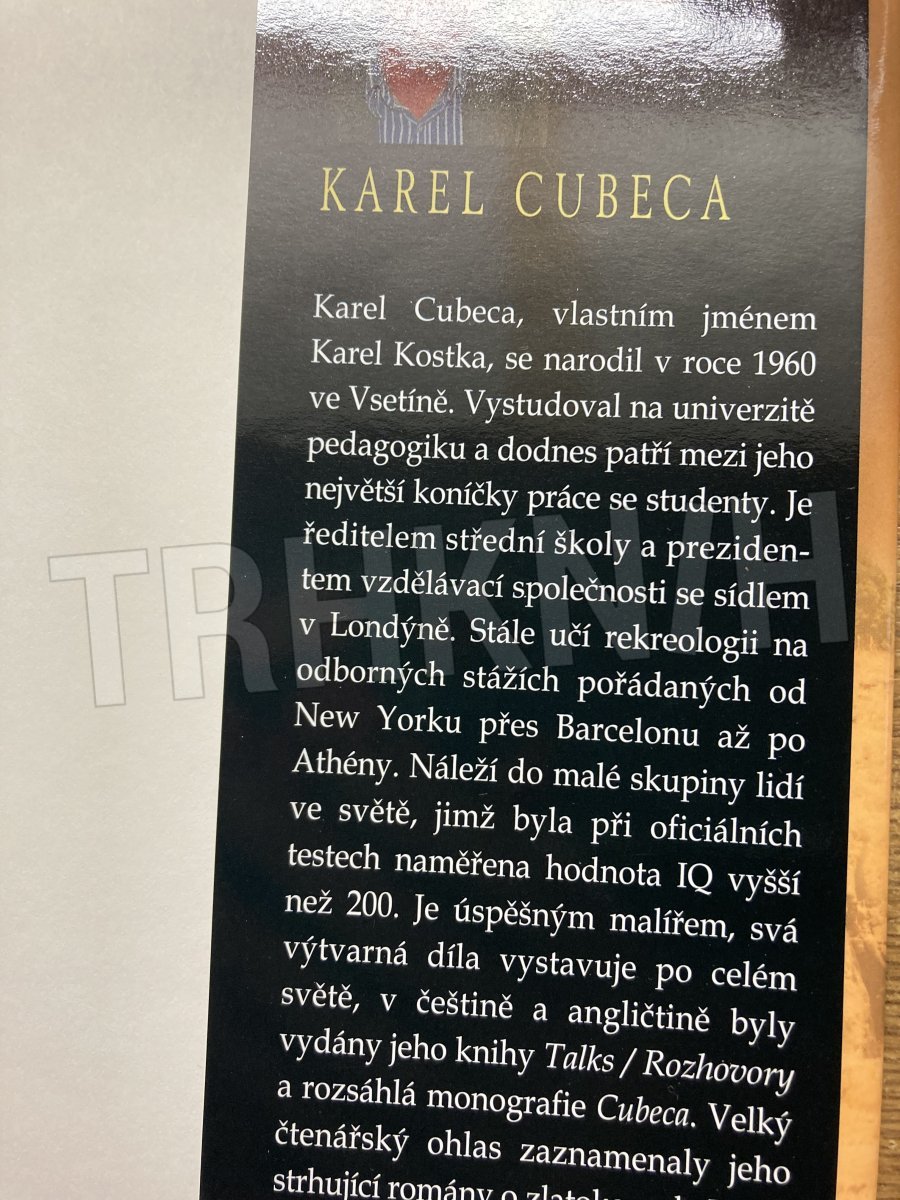 KAREL CUBECA
Karel Cubeca, vlastním jménem
Karel Kostka, se narodil v roce 1960
ve Vsetíně. Vystudoval na univerzitě
pedagogiku a dodnes patří mezi jeho
největší koníčky práce se studenty. Je
ředitelem střední školy a preziden-
tem vzdělávací společnosti se sídlem
v Londýně. Stále učí rekreologii na
odborných stážích pořádaných od
New Yorku přes Barcelonu až po
Athény. Náleží do malé skupiny lidí
ve světě, jimž byla při oficiálních
testech naměřena hodnota IQ vyšší
než 200. Je úspěšným malířem, svá
výtvarná díla vystavuje po celém
světě, v češtině a angličtině byly
vydány jeho knihy Talks / Rozhovory
a rozsáhlá monografie Cubeca. Velký
čtenářský ohlas zaznamenaly jeho
strhující romány o
TRHKNIH